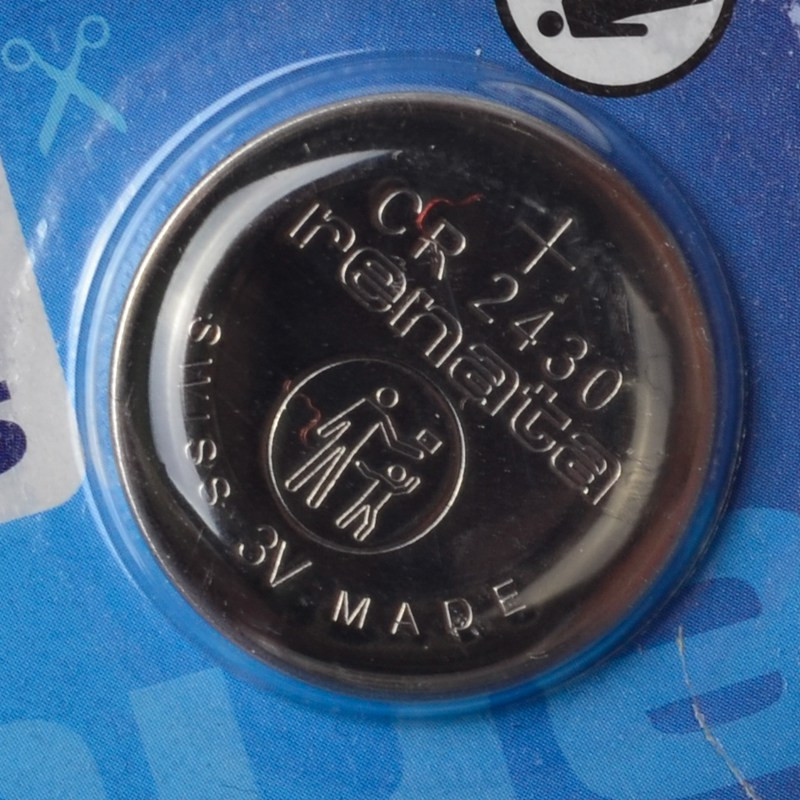 +
CR 2430
renata
SWISS MADE
3V